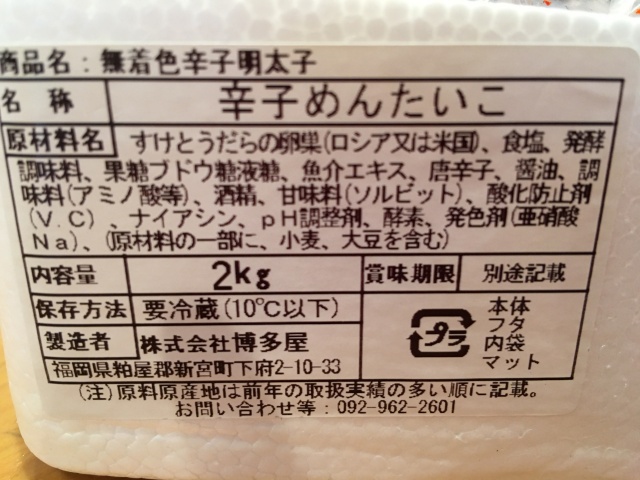 商品名：無着色辛子明太子
名称 辛子めんたいこ
原材料名 すけとうだらの卵巣(ロシア又は米国)、食塩、発酵
調味料、果糖ブドウ糖液糖、魚介エキス、唐辛子、醤油、調
味料(アミノ酸等)、酒精、甘味料(ソルビット)、酸化防止剤
(V.C)、ナイアシン、pH調整剤、酵素、発色剤(亜硝酸
Na)、(原材料の一部に、小麦、大豆を含む)
内容量 2kg 賞味期限 別途記載
保存方法 要冷蔵(10℃以下)
製造者 株式会社博多屋
福岡県粕屋郡新宮町下府2-10-33
プラ
本体
フタ
内袋
マット
(注)原料原産地は前年の取扱実績の多い順に記載。
お問い合わせ等：092-962-2601